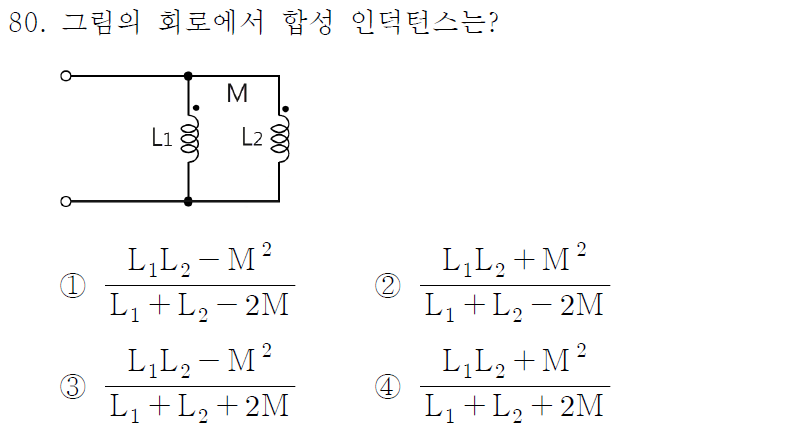 80. 그림의 회로에서 합성 인덕턴스는?
M
L1 L2
① (L₁L₂ − M²)/(L₁ + L₂ − 2M) ② (L₁L₂ + M²)/(L₁ + L₂ − 2M)
③ (L₁L₂ − M²)/(L₁ + L₂ + 2M) ④ (L₁L₂ + M²)/(L₁ + L₂ + 2M)